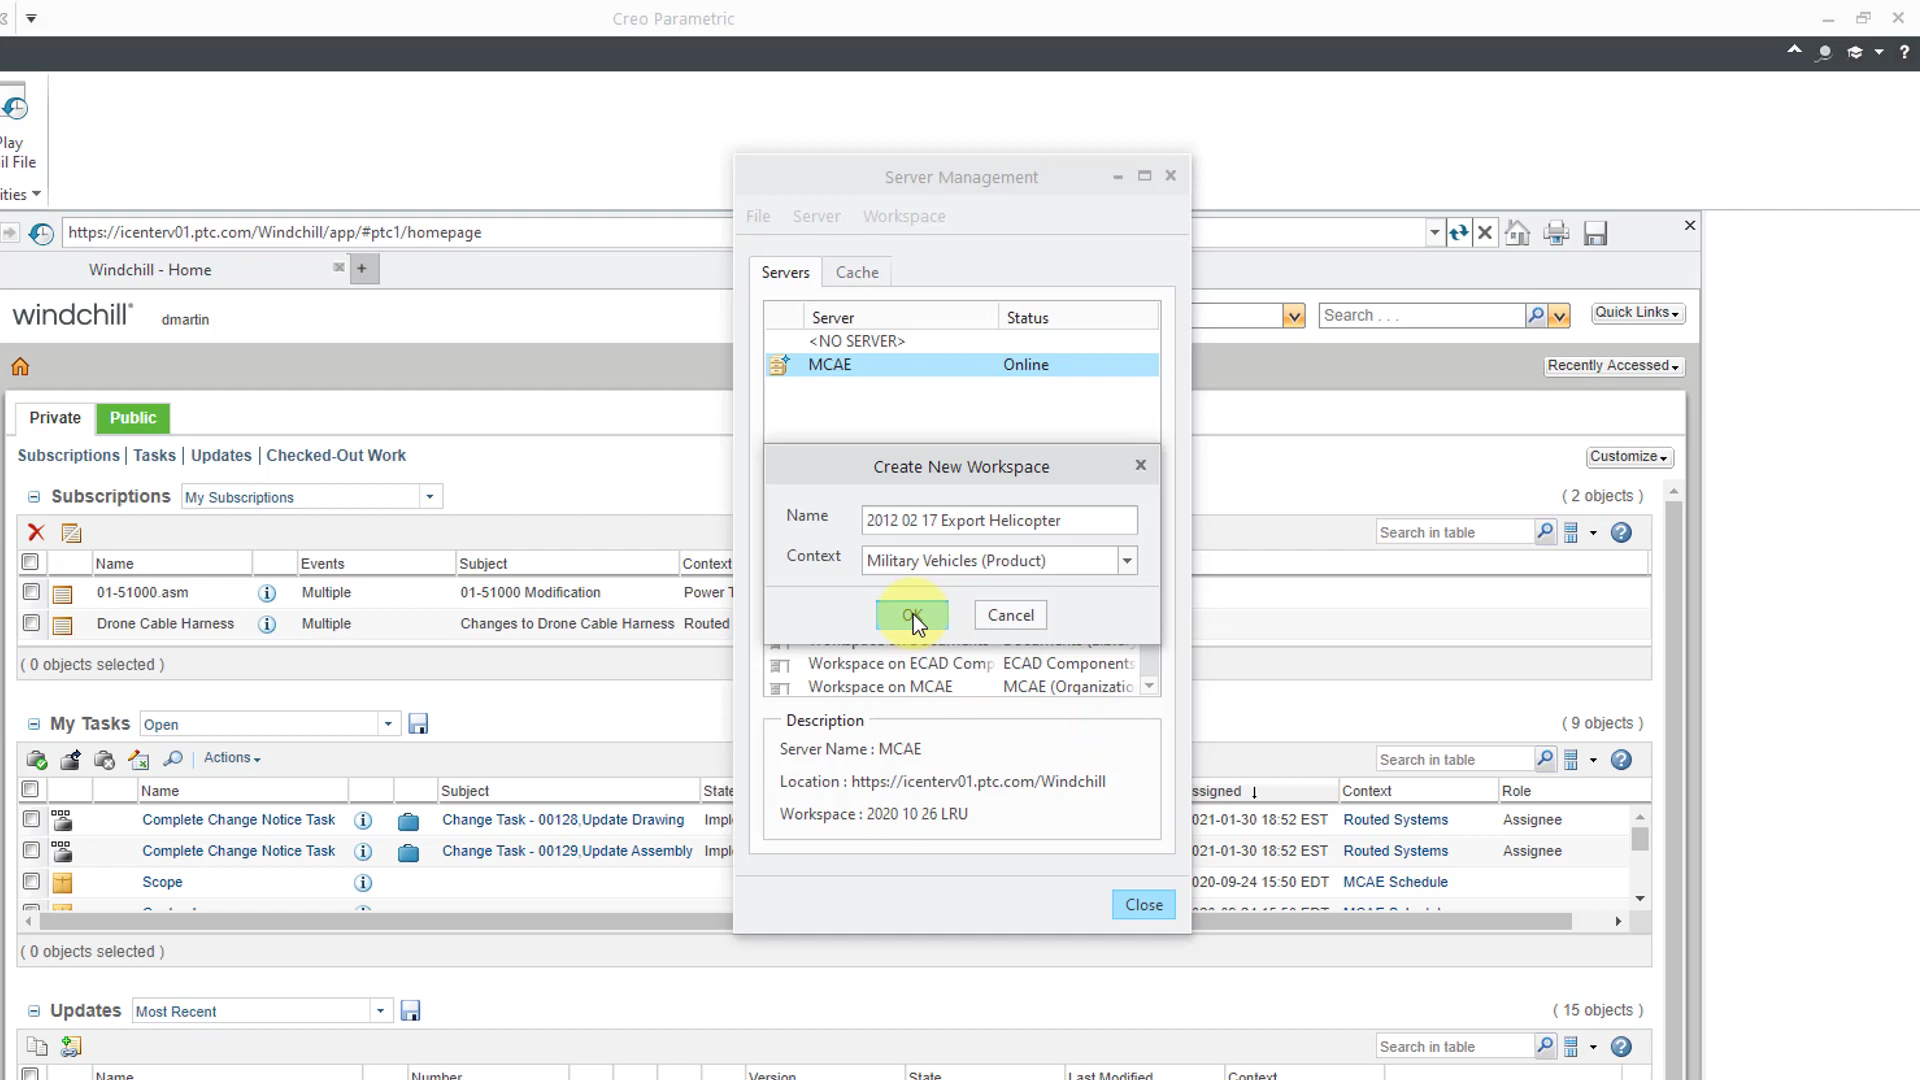 Creo Parametric
?
Play
il File
ities
https://icenterv01.ptc.com/Windchill/app/#ptc1/homepage
Windchill - Home
+
windchill
dmartin
Search . . .
Quick Links
Recently Accessed
Private
Public
Subscriptions | Tasks | Updates | Checked-Out Work
Customize
Subscriptions
My Subscriptions
( 2 objects )
Search in table
Name
Events
Subject
Context
01-51000.asm
Multiple
01-51000 Modification
Power T
Drone Cable Harness
Multiple
Changes to Drone Cable Harness
Routed
( 0 objects selected )
My Tasks
Open
( 9 objects )
Actions
Search in table
Name
Subject
State
ssigned
Context
Role
Complete Change Notice Task
Change Task - 00128,Update Drawing
Impl
021-01-30 18:52 EST
Routed Systems
Assignee
Complete Change Notice Task
Change Task - 00129,Update Assembly
Impl
021-01-30 18:52 EST
Routed Systems
Assignee
Scope
020-09-24 15:50 EDT
MCAE Schedule
( 0 objects selected )
Updates
Most Recent
( 15 objects )
Search in table
Name
Number
Version
State
Last Modified
Context
Server Management
File
Server
Workspace
Servers
Cache
Server
Status
<NO SERVER>
MCAE
Online
Create New Workspace
Name
2012 02 17 Export Helicopter
Context
Military Vehicles (Product)
OK
Cancel
Workspace on ECAD Comp
ECAD Components
Workspace on MCAE
MCAE (Organizatio
Description
Server Name : MCAE
Location : https://icenterv01.ptc.com/Windchill
Workspace : 2020 10 26 LRU
Close